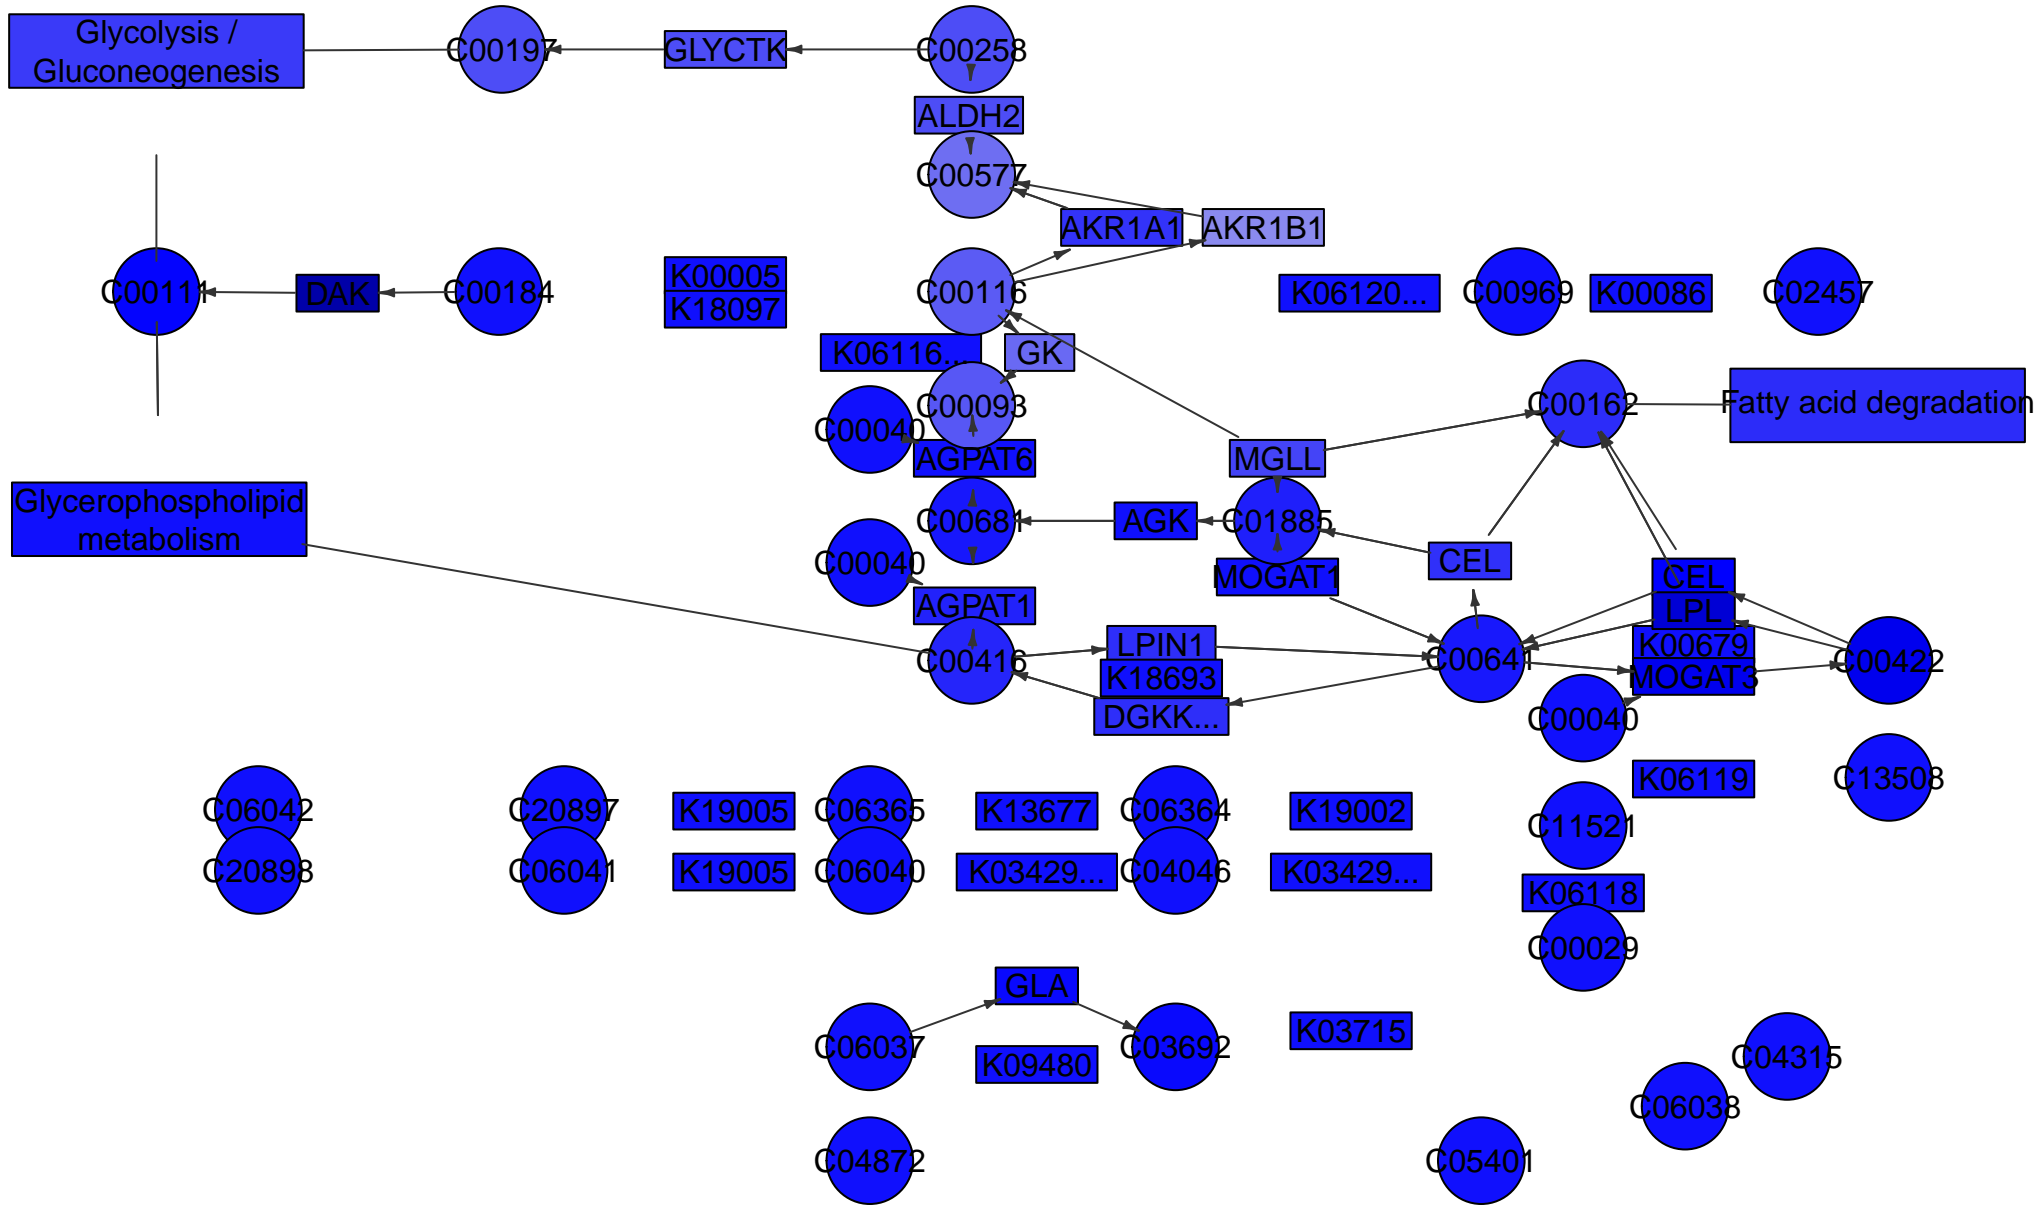 Glycolysis /
Gluconeogenesis
C00197
GLYCTK
C00258
ALDH2
C00577
AKR1A1
AKR1B1
C00111
DAK
C00184
K00005
K18097
C00116
K06120...
C00969
K00086
C02457
K06116...
GK
C00093
C00162
Fatty acid degradation
C00040
AGPAT6
MGLL
Glycerophospholipid
metabolism
C00681
AGK
C01885
C00040
CEL
MOGAT1
CEL
LPL
AGPAT1
LPIN1
K00679
C00416
K18693
C00641
MOGAT3
C00422
DGKK...
C00040
K06119
C13508
C06042
C20897
K19005
C06365
K13677
C06364
K19002
C11521
C20898
C06041
K19005
C06040
K03429...
C04046
K03429...
K06118
C00029
GLA
C06037
K09480
C03692
K03715
C04315
C06038
C04872
C05401